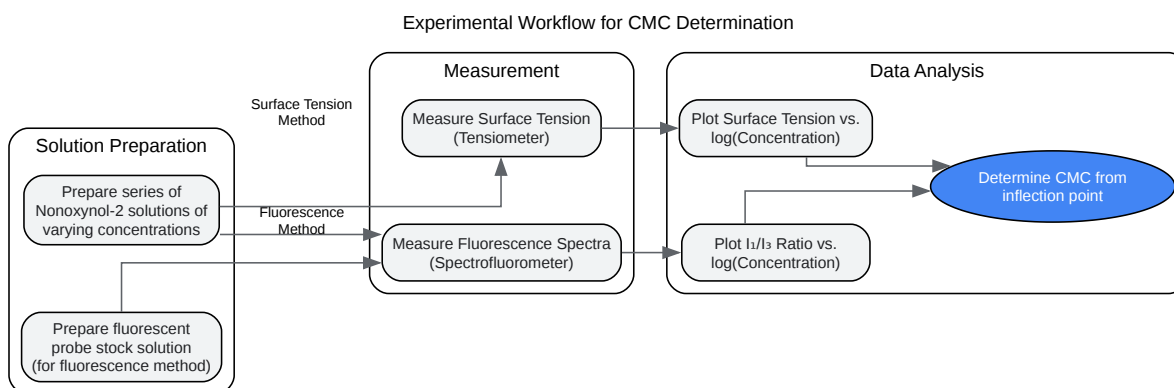 Experimental Workflow for CMC Determination
Solution Preparation
Prepare series of
Nonoxynol-2 solutions of
varying concentrations
Prepare fluorescent
probe stock solution
(for fluorescence method)
Surface Tension
Method
Fluorescence
Method
Measurement
Measure Surface Tension
(Tensiometer)
Measure Fluorescence Spectra
(Spectrofluorometer)
Data Analysis
Plot Surface Tension vs.
log(Concentration)
Plot I₁/I₃ Ratio vs.
log(Concentration)
Determine CMC from
inflection point